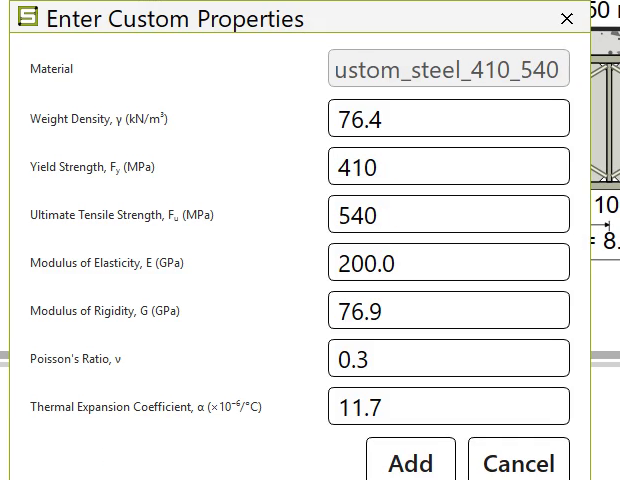 Enter Custom Properties
Material ustom_steel_410_540
Weight Density, γ (kN/m³) 76.4
Yield Strength, Fy (MPa) 410
Ultimate Tensile Strength, Fu (MPa) 540
Modulus of Elasticity, E (GPa) 200.0
Modulus of Rigidity, G (GPa) 76.9
Poisson's Ratio, ν 0.3
Thermal Expansion Coefficient, α (×10⁻⁶/°C) 11.7
Add Cancel
10
= 8.